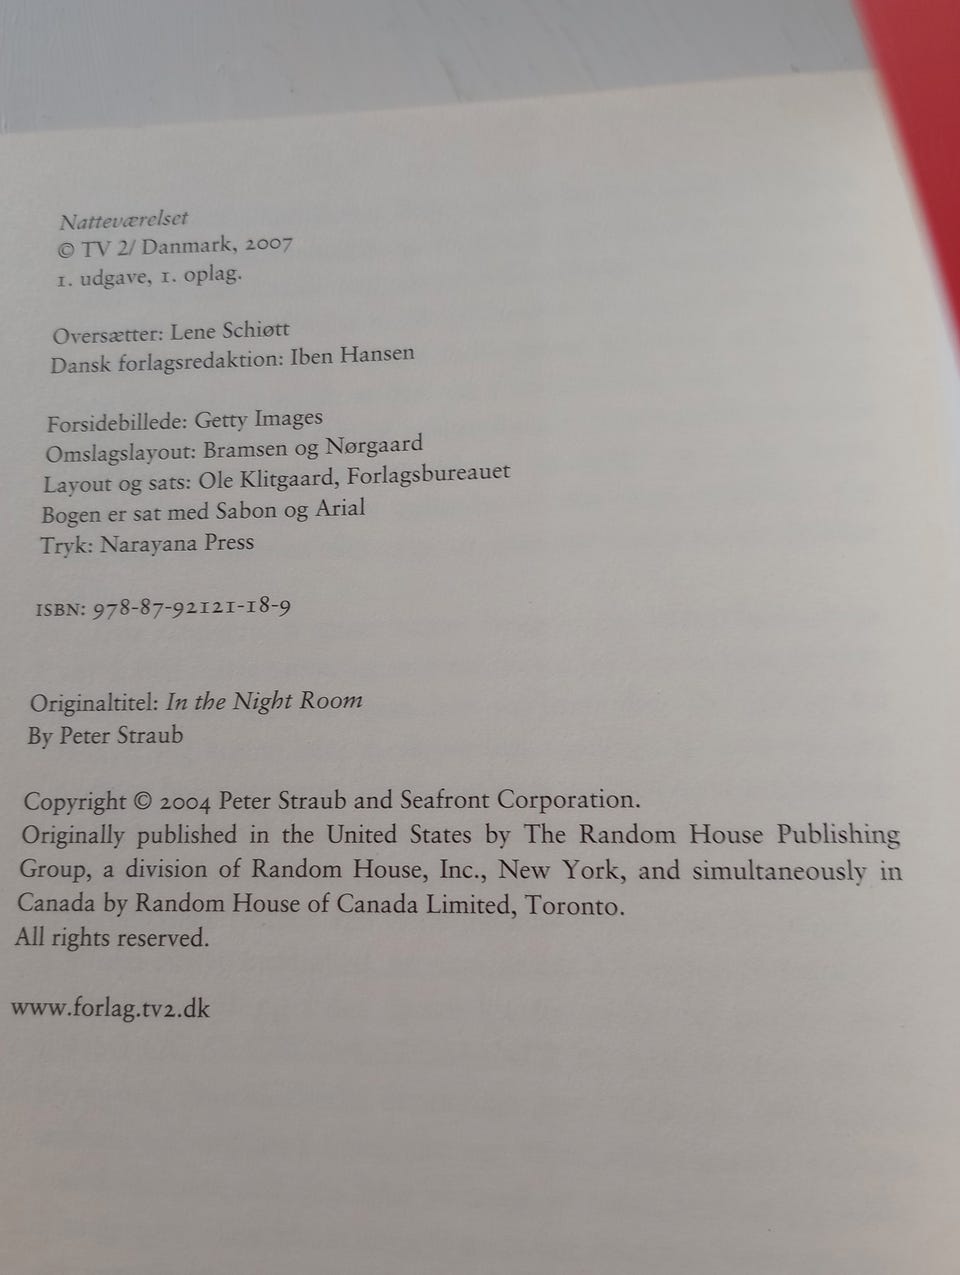 Natteværelset
© TV 2/ Danmark, 2007
1. udgave, 1. oplag.
Oversætter: Lene Schiøtt
Dansk forlagsredaktion: Iben Hansen
Forsidebillede: Getty Images
Omslagslayout: Bramsen og Nørgaard
Layout og sats: Ole Klitgaard, Forlagsbureauet
Bogen er sat med Sabon og Arial
Tryk: Narayana Press
ISBN: 978-87-92121-18-9
Originaltitel: In the Night Room
By Peter Straub
Copyright © 2004 Peter Straub and Seafront Corporation.
Originally published in the United States by The Random House Publishing
Group, a division of Random House, Inc., New York, and simultaneously in
Canada by Random House of Canada Limited, Toronto.
All rights reserved.
www.forlag.tv2.dk